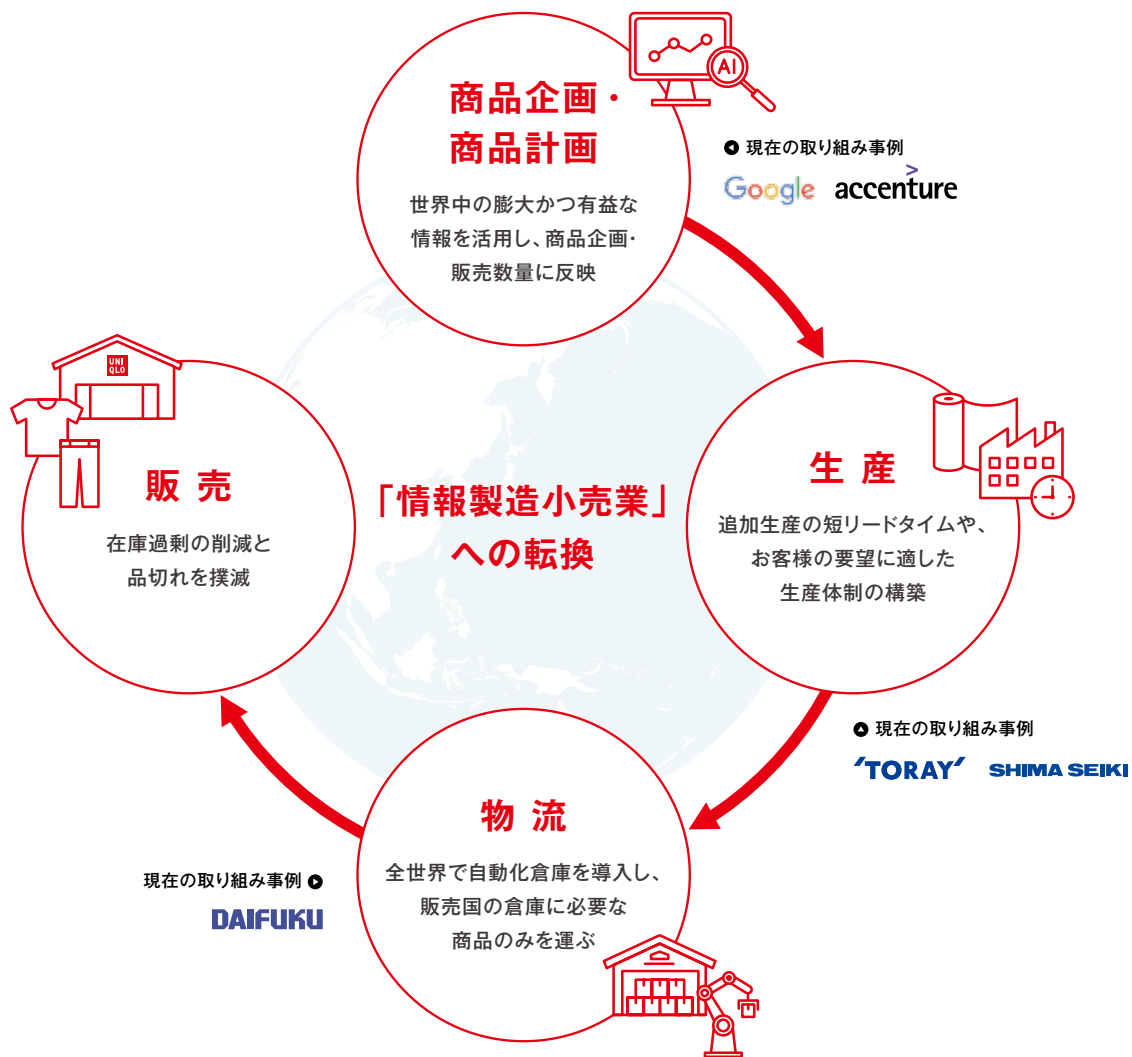 商品企画・
商品計画
世界中の膨大かつ有益な
情報を活用し、商品企画・
販売数量に反映
AI
現在の取り組み事例
Google accenture
生産
追加生産の短リードタイムや、
お客様の要望に適した
生産体制の構築
現在の取り組み事例
'TORAY' SHIMA SEIKI
物流
全世界で自動化倉庫を導入し、
販売国の倉庫に必要な
商品のみを運ぶ
現在の取り組み事例
DAIFUKU
UNI
QLO
販売
在庫過剰の削減と
品切れを撲滅
「情報製造小売業」
への転換